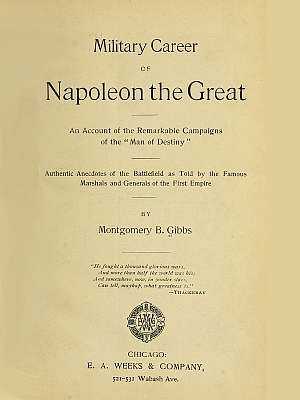 Military Career
OF
Napoleon the Great
An Account of the Remarkable Campaigns
of the "Man of Destiny"
Authentic Anecdotes of the Battlefield as Told by the Famous
Marshals and Generals of the First Empire
BY
Montgomery B. Gibbs
"He fought a thousand glorious wars,
And more than half the world was his;
And somewhere, now, in yonder stars,
Can tell, mayhap, what greatness is."
—THACKERAY
CHICAGO:
E. A. WEEKS & COMPANY,
521-531 Wabash Ave.